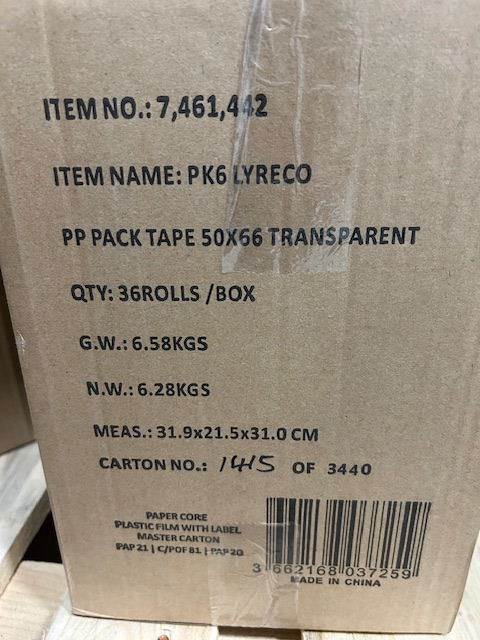 ITEM NO.: 7,461,442
ITEM NAME: PK6 LYRECO
PP PACK TAPE 50X66 TRANSPARENT
QTY: 36ROLLS /BOX
G.W.: 6.58KGS
N.W.: 6.28KGS
MEAS.: 31.9x21.5x31.0 CM
CARTON NO.: 1415 OF 3440
PAPER CORE
PLASTIC FILM WITH LABEL
MASTER CARTON
PAP 21 | C/POF 81 | PAP 20
3 662168 037259
MADE IN CHINA